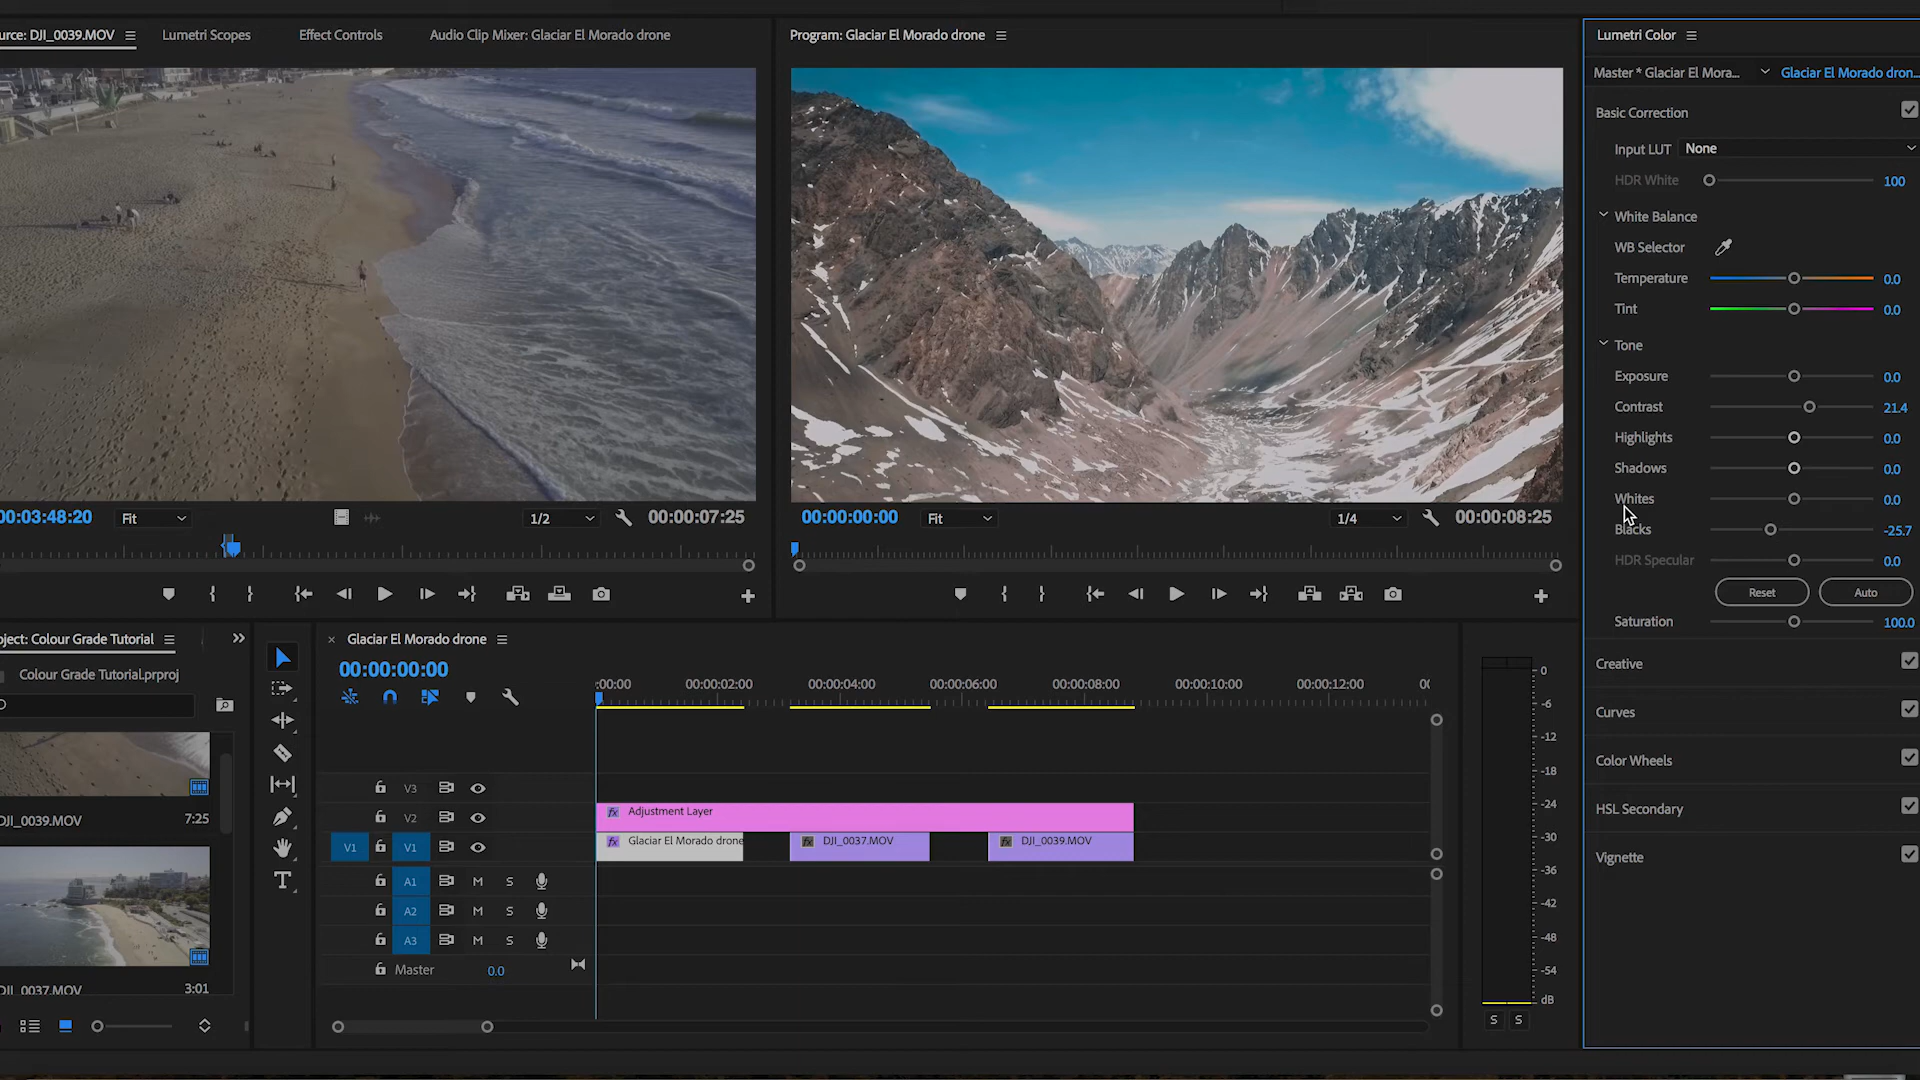 urce: DJI_0039.MOV
Lumetri Scopes
Effect Controls
Audio Clip Mixer: Glaciar El Morado drone
Program: Glaciar El Morado drone
Lumetri Color
Master * Glaciar El Mora...
Glaciar El Morado dron...
Basic Correction
Input LUT
None
HDR White
100
White Balance
WB Selector
Temperature
0.0
Tint
0.0
Tone
Exposure
0.0
Contrast
21.4
Highlights
0.0
Shadows
0.0
Whites
0.0
Blacks
-25.7
HDR Specular
0.0
Reset
Auto
Saturation
100.0
Creative
Curves
Color Wheels
HSL Secondary
Vignette
00:03:48:20
Fit
1/2
00:00:07:25
00:00:00:00
Fit
1/4
00:00:08:25
oject: Colour Grade Tutorial
Colour Grade Tutorial.prproj
DJI_0039.MOV
7:25
DJI_0037.MOV
3:01
Glaciar El Morado drone
00:00:00:00
:00:00
00:00:02:00
00:00:04:00
00:00:06:00
00:00:08:00
00:00:10:00
00:00:12:00
V3
V2
Adjustment Layer
V1
V1
Glaciar El Morado drone
DJI_0037.MOV
DJI_0039.MOV
A1
M
S
A2
M
S
A3
M
S
Master
0.0
0
-6
-12
-18
-24
-30
-36
-42
-48
-54
dB
S
S